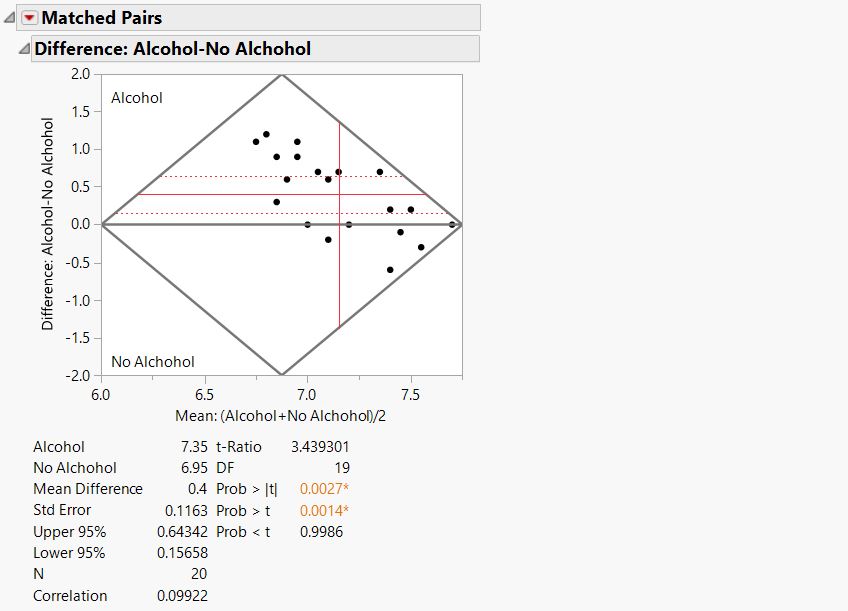 Matched Pairs
Difference: Alcohol-No Alchohol
2.0
1.5
1.0
0.5
0.0
-0.5
-1.0
-1.5
-2.0
Difference: Alcohol-No Alchohol
Alcohol
No Alchohol
6.0 6.5 7.0 7.5
Mean: (Alcohol+No Alchohol)/2
Alcohol 7.35 t-Ratio 3.439301
No Alchohol 6.95 DF 19
Mean Difference 0.4 Prob > |t| 0.0027*
Std Error 0.1163 Prob > t 0.0014*
Upper 95% 0.64342 Prob < t 0.9986
Lower 95% 0.15658
N 20
Correlation 0.09922